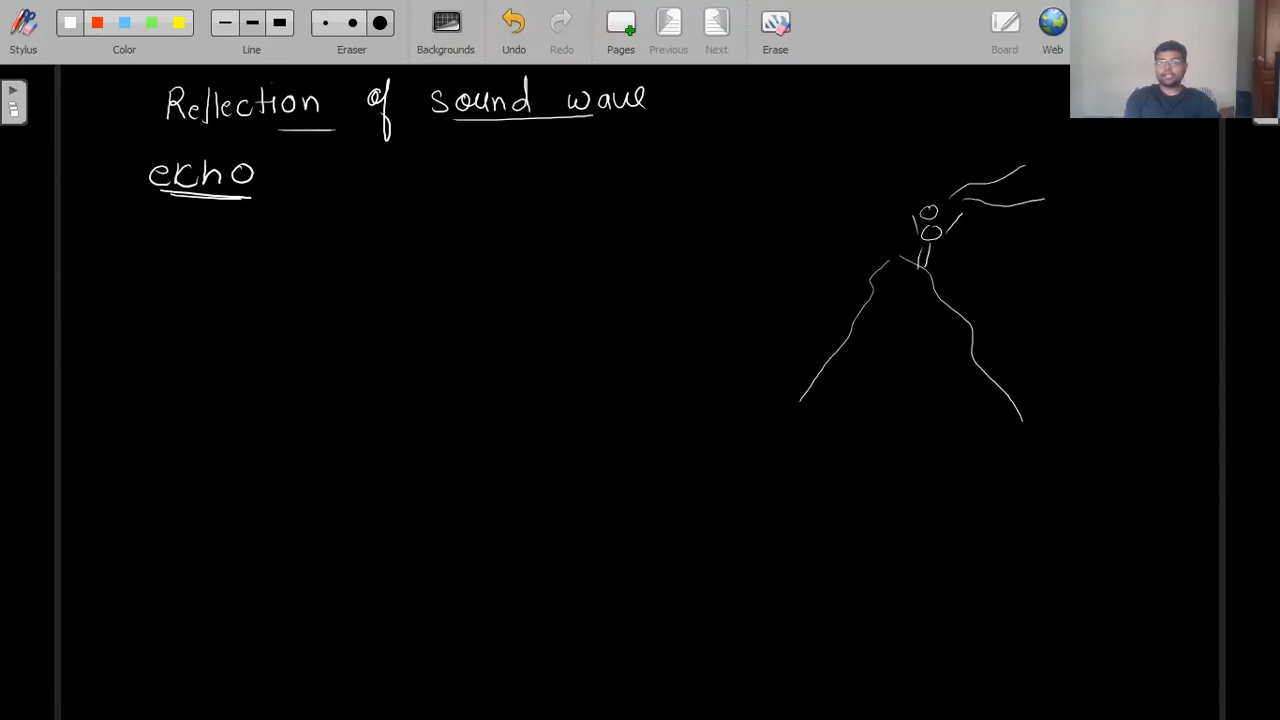 Stylus Color Line Eraser Backgrounds Undo Redo Pages Previous Next Erase Board Web
Reflection of sound wave
echo